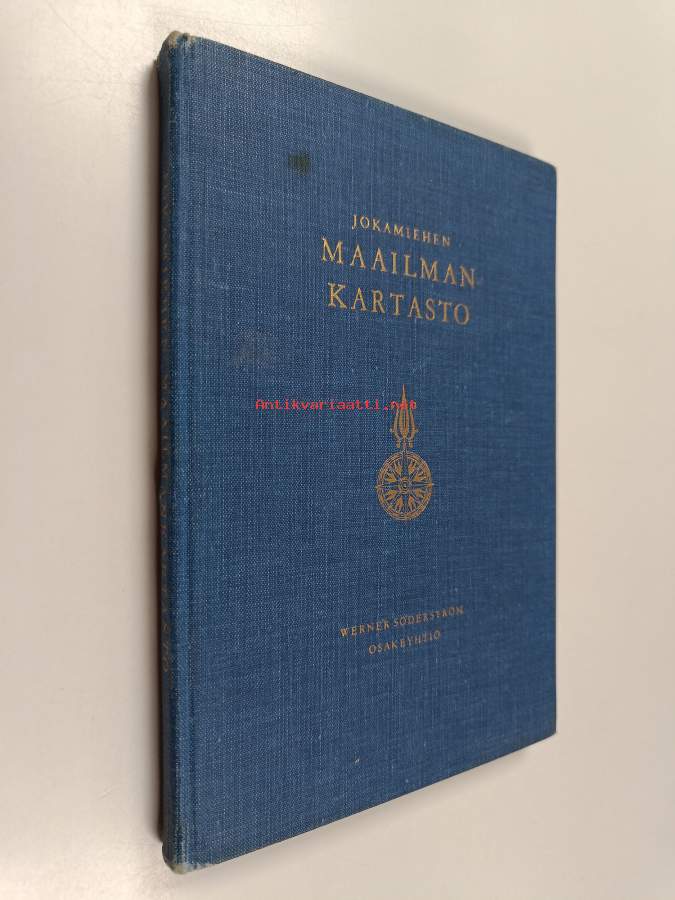 JOKAMIEHEN
MAAILMAN-
KARTASTO
Antikvariaatti.net
WERNER SÖDERSTRÖM
OSAKEYHTIÖ